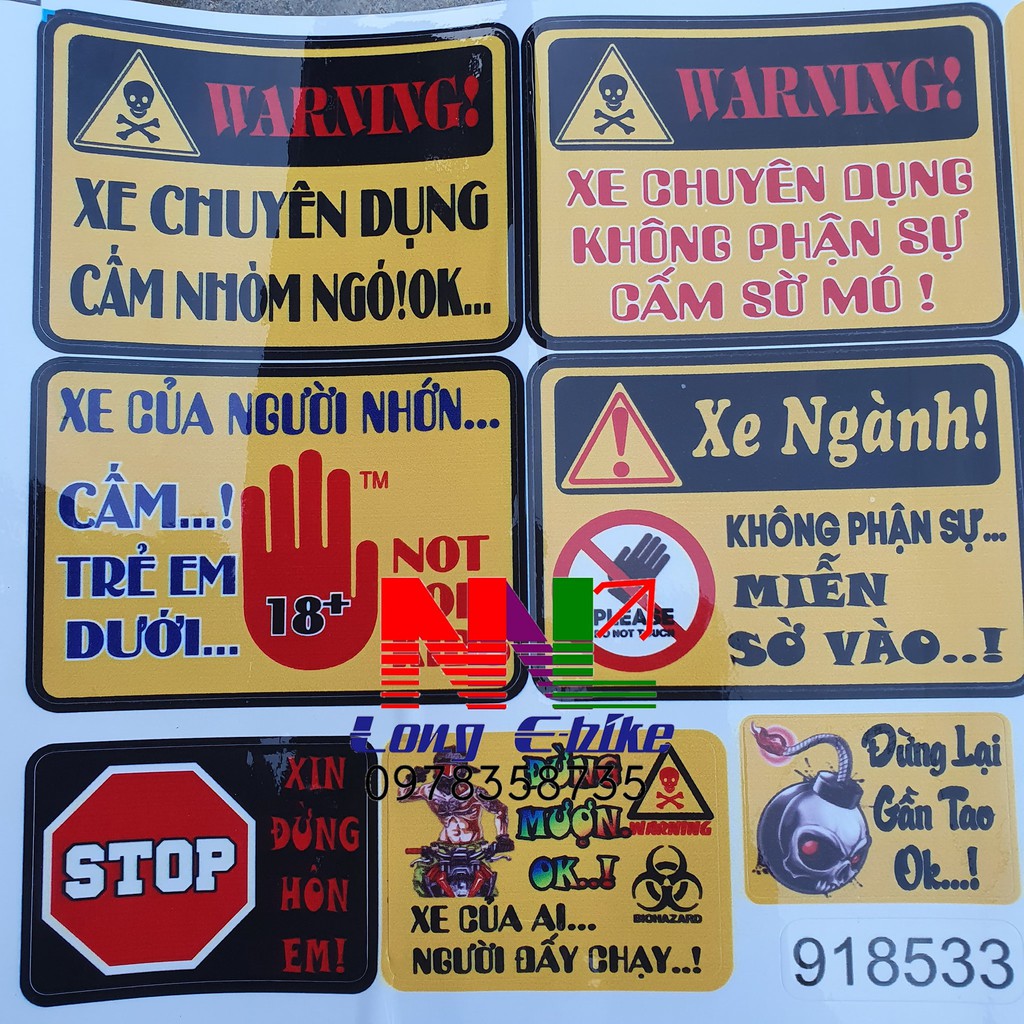 WARNING!
XE CHUYÊN DỤNG
CẤM NHÒM NGÓ!OK...
WARNING!
XE CHUYÊN DỤNG
KHÔNG PHẬN SỰ
CẤM SỜ MÓ !
XE CỦA NGƯỜI NHỚN...
CẤM...!
TRẺ EM
DƯỚI...
18+
TM
NOT
Xe Ngành!
PLEASE
DO NOT TOUCH
KHÔNG PHẬN SỰ...
MIỄN
SỜ VÀO..!
NNL
Long E-bike
0978358735
STOP
XIN
ĐỪNG
HÔN
EM!
MƯỢN.
OK..!
WARNING
BIOHAZARD
XE CỦA AI...
NGƯỜI ĐẤY CHẠY..!
Đừng Lại
Gần Tao
Ok...!
918533